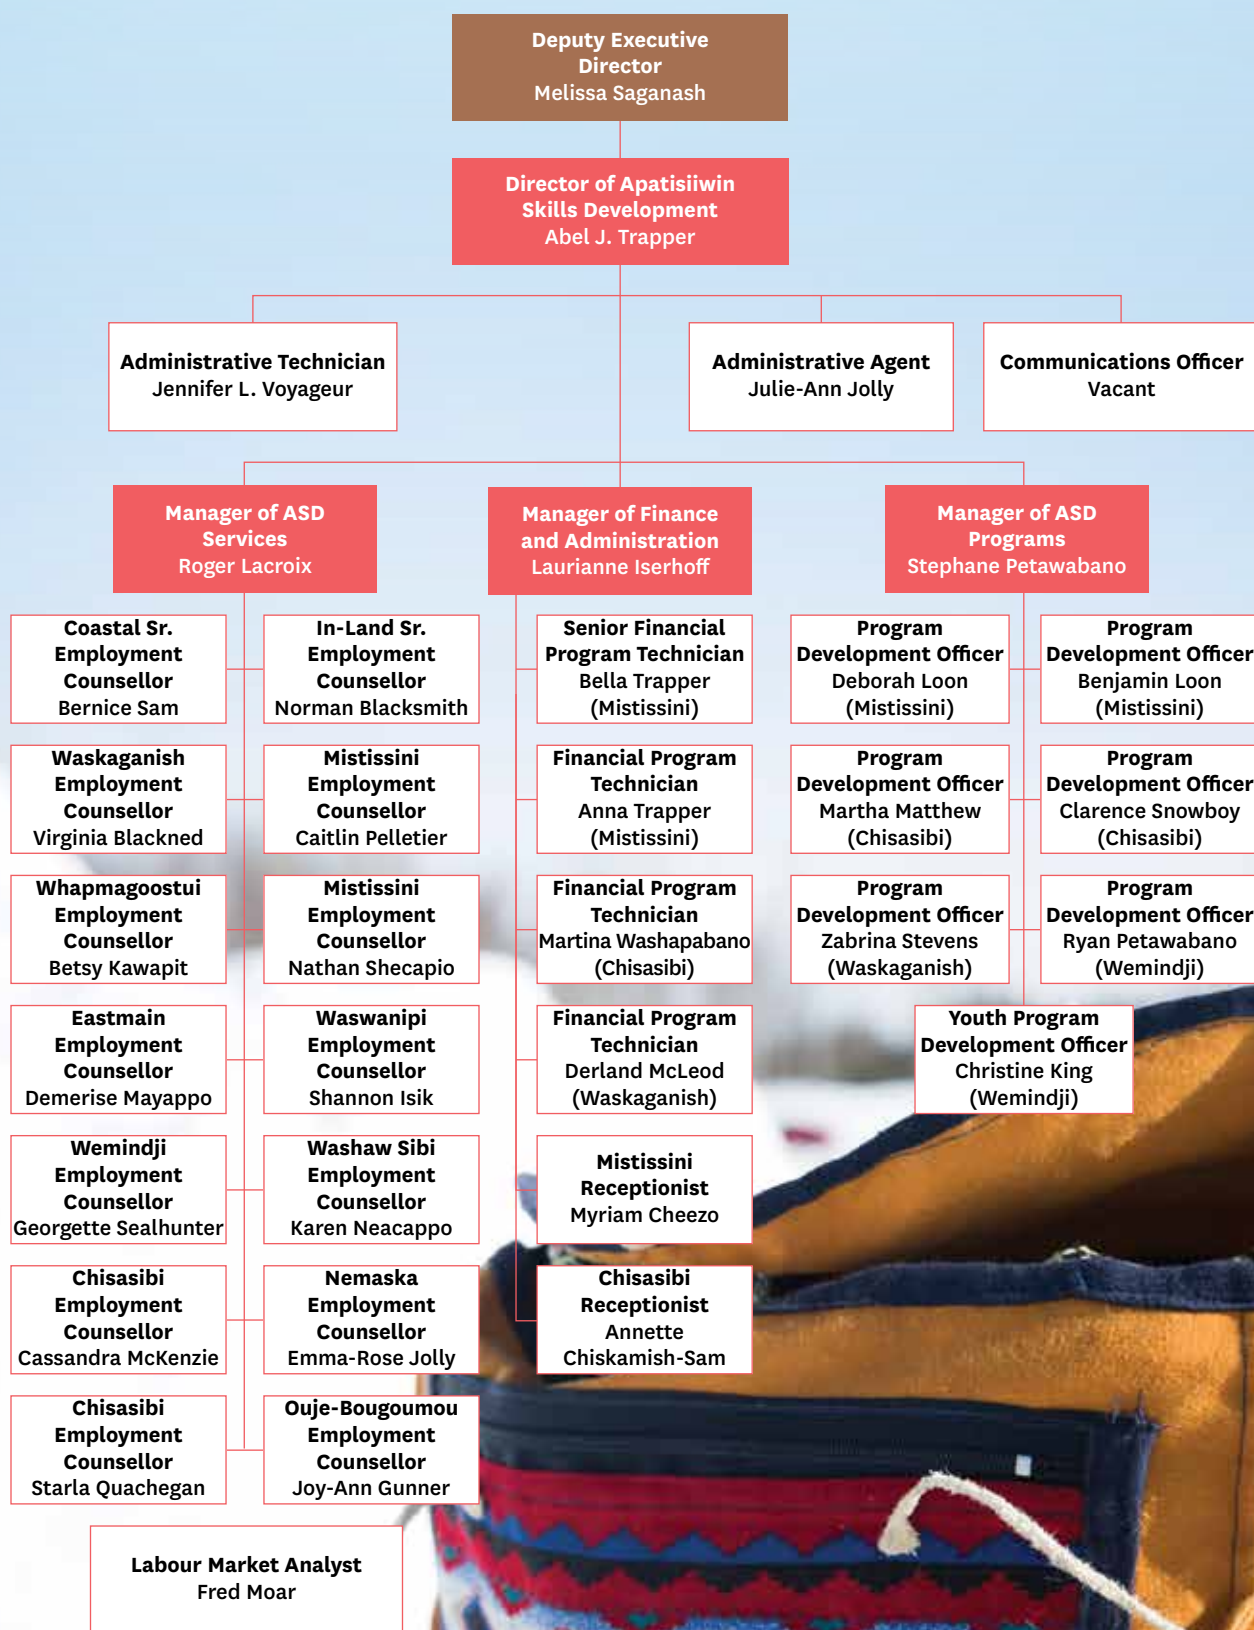 Deputy Executive
Director
Melissa Saganash
Director of Apatisiiwin
Skills Development
Abel J. Trapper
Administrative Technician
Jennifer L. Voyageur
Administrative Agent
Julie-Ann Jolly
Communications Officer
Vacant
Manager of ASD
Services
Roger Lacroix
Manager of Finance
and Administration
Laurianne Iserhoff
Manager of ASD
Programs
Stephane Petawabano
Coastal Sr.
Employment
Counsellor
Bernice Sam
In-Land Sr.
Employment
Counsellor
Norman Blacksmith
Senior Financial
Program Technician
Bella Trapper
(Mistissini)
Program
Development Officer
Deborah Loon
(Mistissini)
Program
Development Officer
Benjamin Loon
(Mistissini)
Waskaganish
Employment
Counsellor
Virginia Blackned
Mistissini
Employment
Counsellor
Caitlin Pelletier
Financial Program
Technician
Anna Trapper
(Mistissini)
Program
Development Officer
Martha Matthew
(Chisasibi)
Program
Development Officer
Clarence Snowboy
(Chisasibi)
Whapmagoostui
Employment
Counsellor
Betsy Kawapit
Mistissini
Employment
Counsellor
Nathan Shecapio
Financial Program
Technician
Martina Washapabano
(Chisasibi)
Program
Development Officer
Zabrina Stevens
(Waskaganish)
Program
Development Officer
Ryan Petawabano
(Wemindji)
Eastmain
Employment
Counsellor
Demerise Mayappo
Waswanipi
Employment
Counsellor
Shannon Isik
Financial Program
Technician
Derland McLeod
(Waskaganish)
Youth Program
Development Officer
Christine King
(Wemindji)
Wemindji
Employment
Counsellor
Georgette Sealhunter
Washaw Sibi
Employment
Counsellor
Karen Neacappo
Mistissini
Receptionist
Myriam Cheezo
Chisasibi
Employment
Counsellor
Cassandra McKenzie
Nemaska
Employment
Counsellor
Emma-Rose Jolly
Chisasibi
Receptionist
Annette
Chiskamish-Sam
Chisasibi
Employment
Counsellor
Starla Quachegan
Ouje-Bougoumou
Employment
Counsellor
Joy-Ann Gunner
Labour Market Analyst
Fred Moar